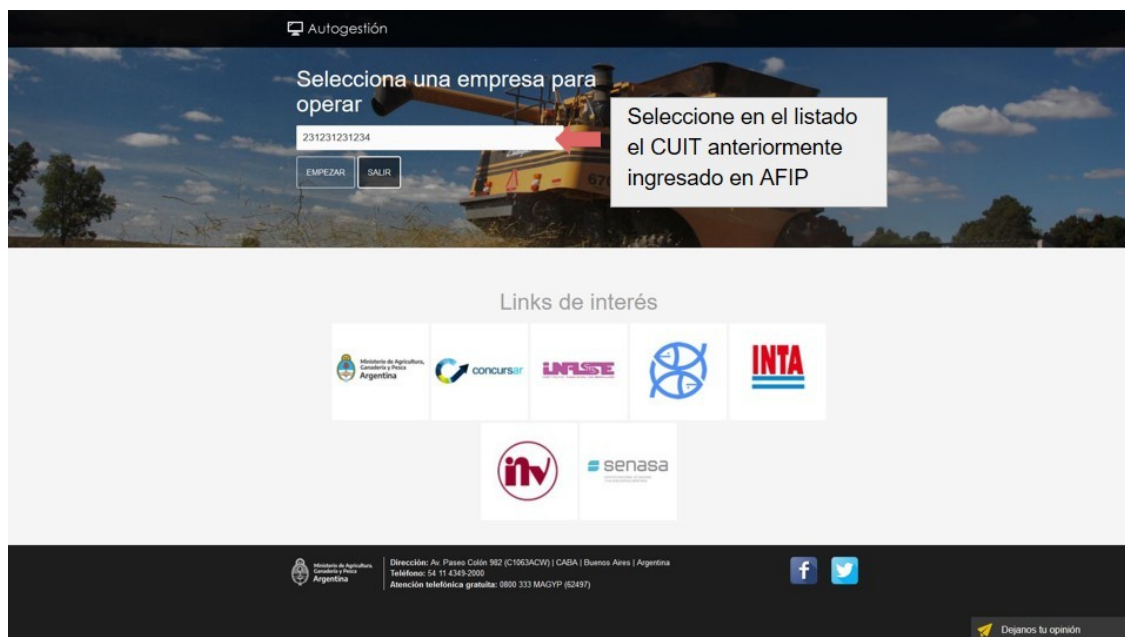 Autogestión
Selecciona una empresa para
operar
231231231234
EMPEZAR
SALIR
Seleccione en el listado
el CUIT anteriormente
ingresado en AFIP
Links de interés
Ministerio de Agricultura,
Ganadería y Pesca
Argentina
concursar
INASE
INTA
inv
senasa
Ministerio de Agricultura,
Ganadería y Pesca
Argentina
Dirección: Av. Paseo Colón 982 (C1063ACW) | CABA | Buenos Aires | Argentina
Teléfono: 54 11 4349-2000
Atención telefónica gratuita: 0800 333 MAGYP (62497)
Dejanos tu opinión